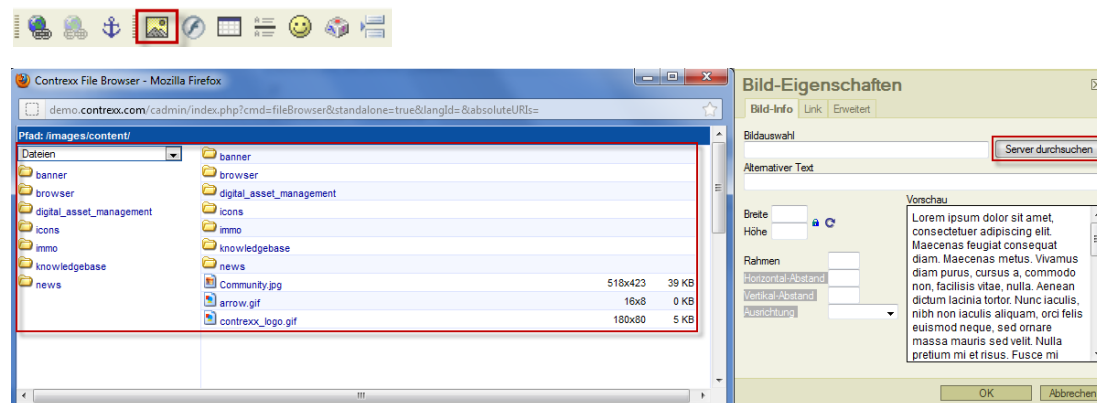 Contrexx File Browser - Mozilla Firefox
demo.contrexx.com/cadmin/index.php?cmd=fileBrowser&standalone=true&langId=&absoluteURIs=
Pfad: /images/content/
Dateien
banner
browser
digital_asset_management
icons
immo
knowledgebase
news
banner
browser
digital_asset_management
icons
immo
knowledgebase
news
Community.jpg 518x423 39 KB
arrow.gif 16x8 0 KB
contrexx_logo.gif 180x80 5 KB
Bild-Eigenschaften
Bild-Info Link Erweitert
Bildauswahl
Server durchsuchen
Alternativer Text
Breite
Höhe
Rahmen
Horizontal-Abstand
Vertikal-Abstand
Ausrichtung
Vorschau
Lorem ipsum dolor sit amet,
consectetuer adipiscing elit.
Maecenas feugiat consequat
diam. Maecenas metus. Vivamus
diam purus, cursus a, commodo
non, facilisis vitae, nulla. Aenean
dictum lacinia tortor. Nunc iaculis,
nibh non iaculis aliquam, orci felis
euismod neque, sed ornare
massa mauris sed velit. Nulla
pretium mi et risus. Fusce mi
OK Abbrechen